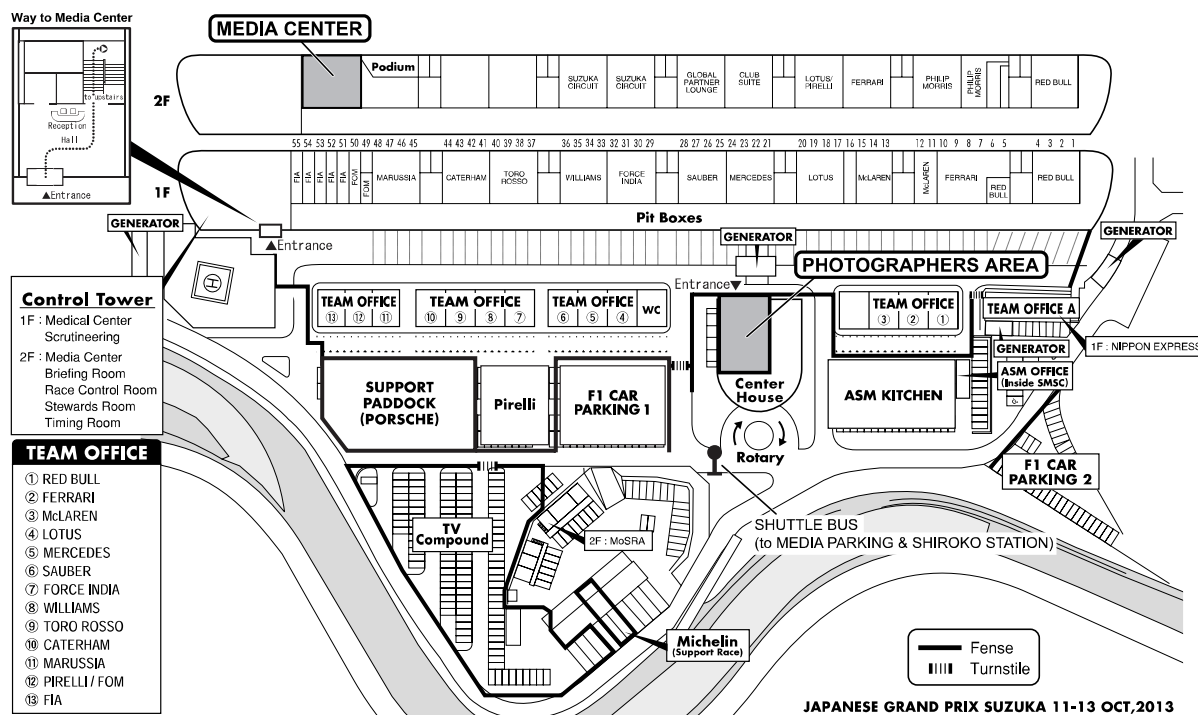 Way to Media Center
to upstairs
Reception
Hall
▲Entrance
MEDIA CENTER
2F
Podium
SUZUKA CIRCUIT
SUZUKA CIRCUIT
GLOBAL PARTNER LOUNGE
CLUB SUITE
LOTUS/ PIRELLI
FERRARI
PHILIP MORRIS
PHILIP MORRIS
RED BULL
55 54 53 52 51 50 49 48 47 46 45 44 43 42 41 40 39 38 37 36 35 34 33 32 31 30 29 28 27 26 25 24 23 22 21 20 19 18 17 16 15 14 13 12 11 10 9 8 7 6 5 4 3 2 1
1F
FIA
FIA
FIA
FIA
FIA
FOM
FOM
MARUSSIA
CATERHAM
TORO ROSSO
WILLIAMS
FORCE INDIA
SAUBER
MERCEDES
LOTUS
McLAREN
McLAREN
FERRARI
RED BULL
RED BULL
Pit Boxes
GENERATOR
▲Entrance
GENERATOR
GENERATOR
PHOTOGRAPHERS AREA
Entrance▼
H
Control Tower
1F : Medical Center
Scrutineering
2F : Media Center
Briefing Room
Race Control Room
Stewards Room
Timing Room
TEAM OFFICE
⑬ ⑫ ⑪
TEAM OFFICE
⑩ ⑨ ⑧ ⑦
TEAM OFFICE
⑥ ⑤ ④
WC
TEAM OFFICE
③ ② ①
TEAM OFFICE A
1F : NIPPON EXPRESS
GENERATOR
ASM OFFICE
(Inside SMSC)
SUPPORT
PADDOCK
(PORSCHE)
Pirelli
F1 CAR
PARKING 1
Center
House
ASM KITCHEN
Rotary
F1 CAR
PARKING 2
TEAM OFFICE
① RED BULL
② FERRARI
③ McLAREN
④ LOTUS
⑤ MERCEDES
⑥ SAUBER
⑦ FORCE INDIA
⑧ WILLIAMS
⑨ TORO ROSSO
⑩ CATERHAM
⑪ MARUSSIA
⑫ PIRELLI / FOM
⑬ FIA
TV
Compound
2F : MoSRA
SHUTTLE BUS
(to MEDIA PARKING & SHIROKO STATION)
Michelin
(Support Race)
Fense
Turnstile
JAPANESE GRAND PRIX SUZUKA 11-13 OCT,2013